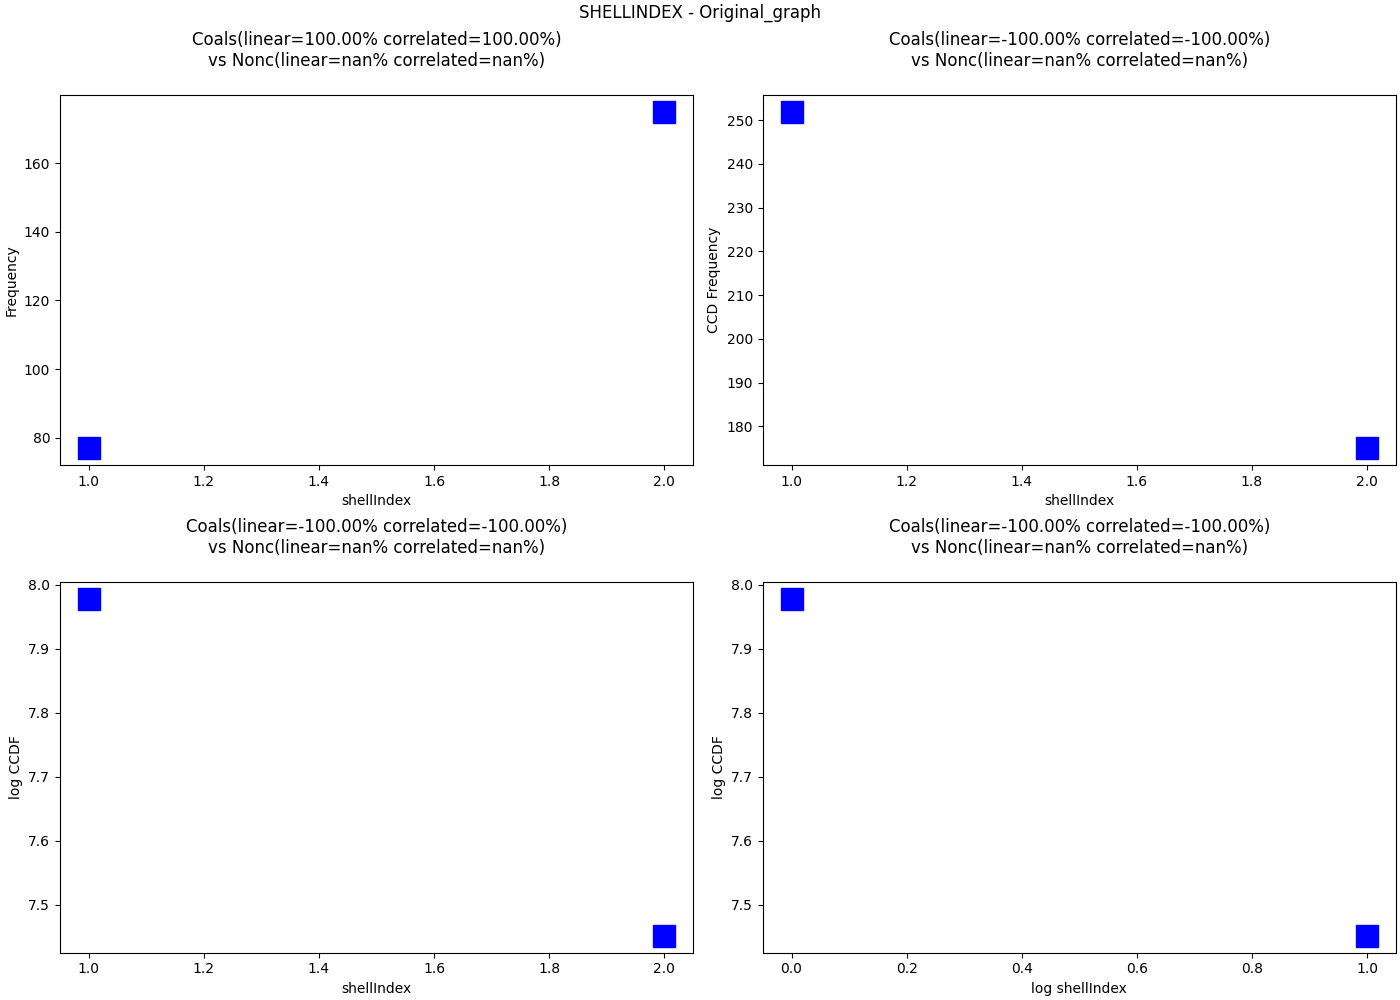 SHELLINDEX - Original_graph
Coals(linear=100.00% correlated=100.00%)
vs Nonc(linear=nan% correlated=nan%)
Frequency
160
140
120
100
80
1.0 1.2 1.4 1.6 1.8 2.0
shellIndex
Coals(linear=-100.00% correlated=-100.00%)
vs Nonc(linear=nan% correlated=nan%)
CCD Frequency
250
240
230
220
210
200
190
180
1.0 1.2 1.4 1.6 1.8 2.0
shellIndex
Coals(linear=-100.00% correlated=-100.00%)
vs Nonc(linear=nan% correlated=nan%)
log CCDF
8.0
7.9
7.8
7.7
7.6
7.5
1.0 1.2 1.4 1.6 1.8 2.0
shellIndex
Coals(linear=-100.00% correlated=-100.00%)
vs Nonc(linear=nan% correlated=nan%)
log CCDF
8.0
7.9
7.8
7.7
7.6
7.5
0.0 0.2 0.4 0.6 0.8 1.0
log shellIndex